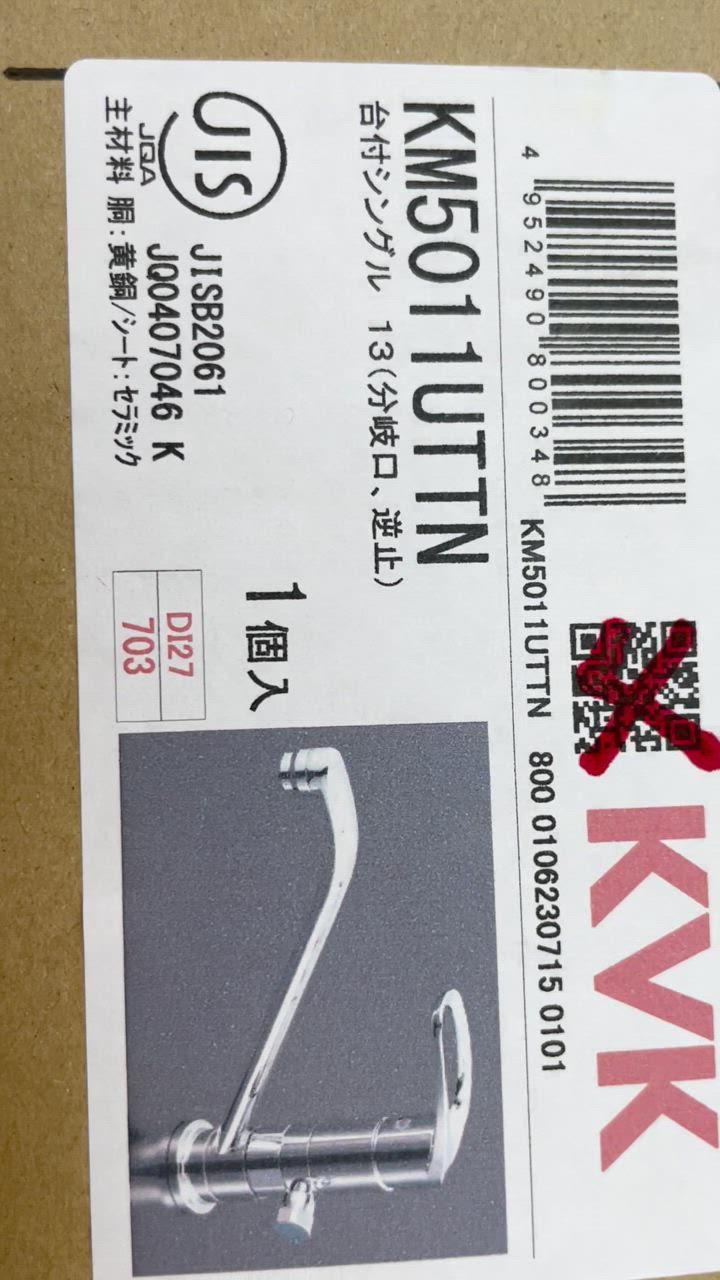 4 952490 800348
KM5011UTTN 800 0106230715 0101
KVK
KM5011UTTN
台付シングル 13(分岐口、逆止)
1個入
JIS
JQA
JISB2061
JQ0407046 K
主材料 胴:黄銅/シート:セラミック
DI27
703